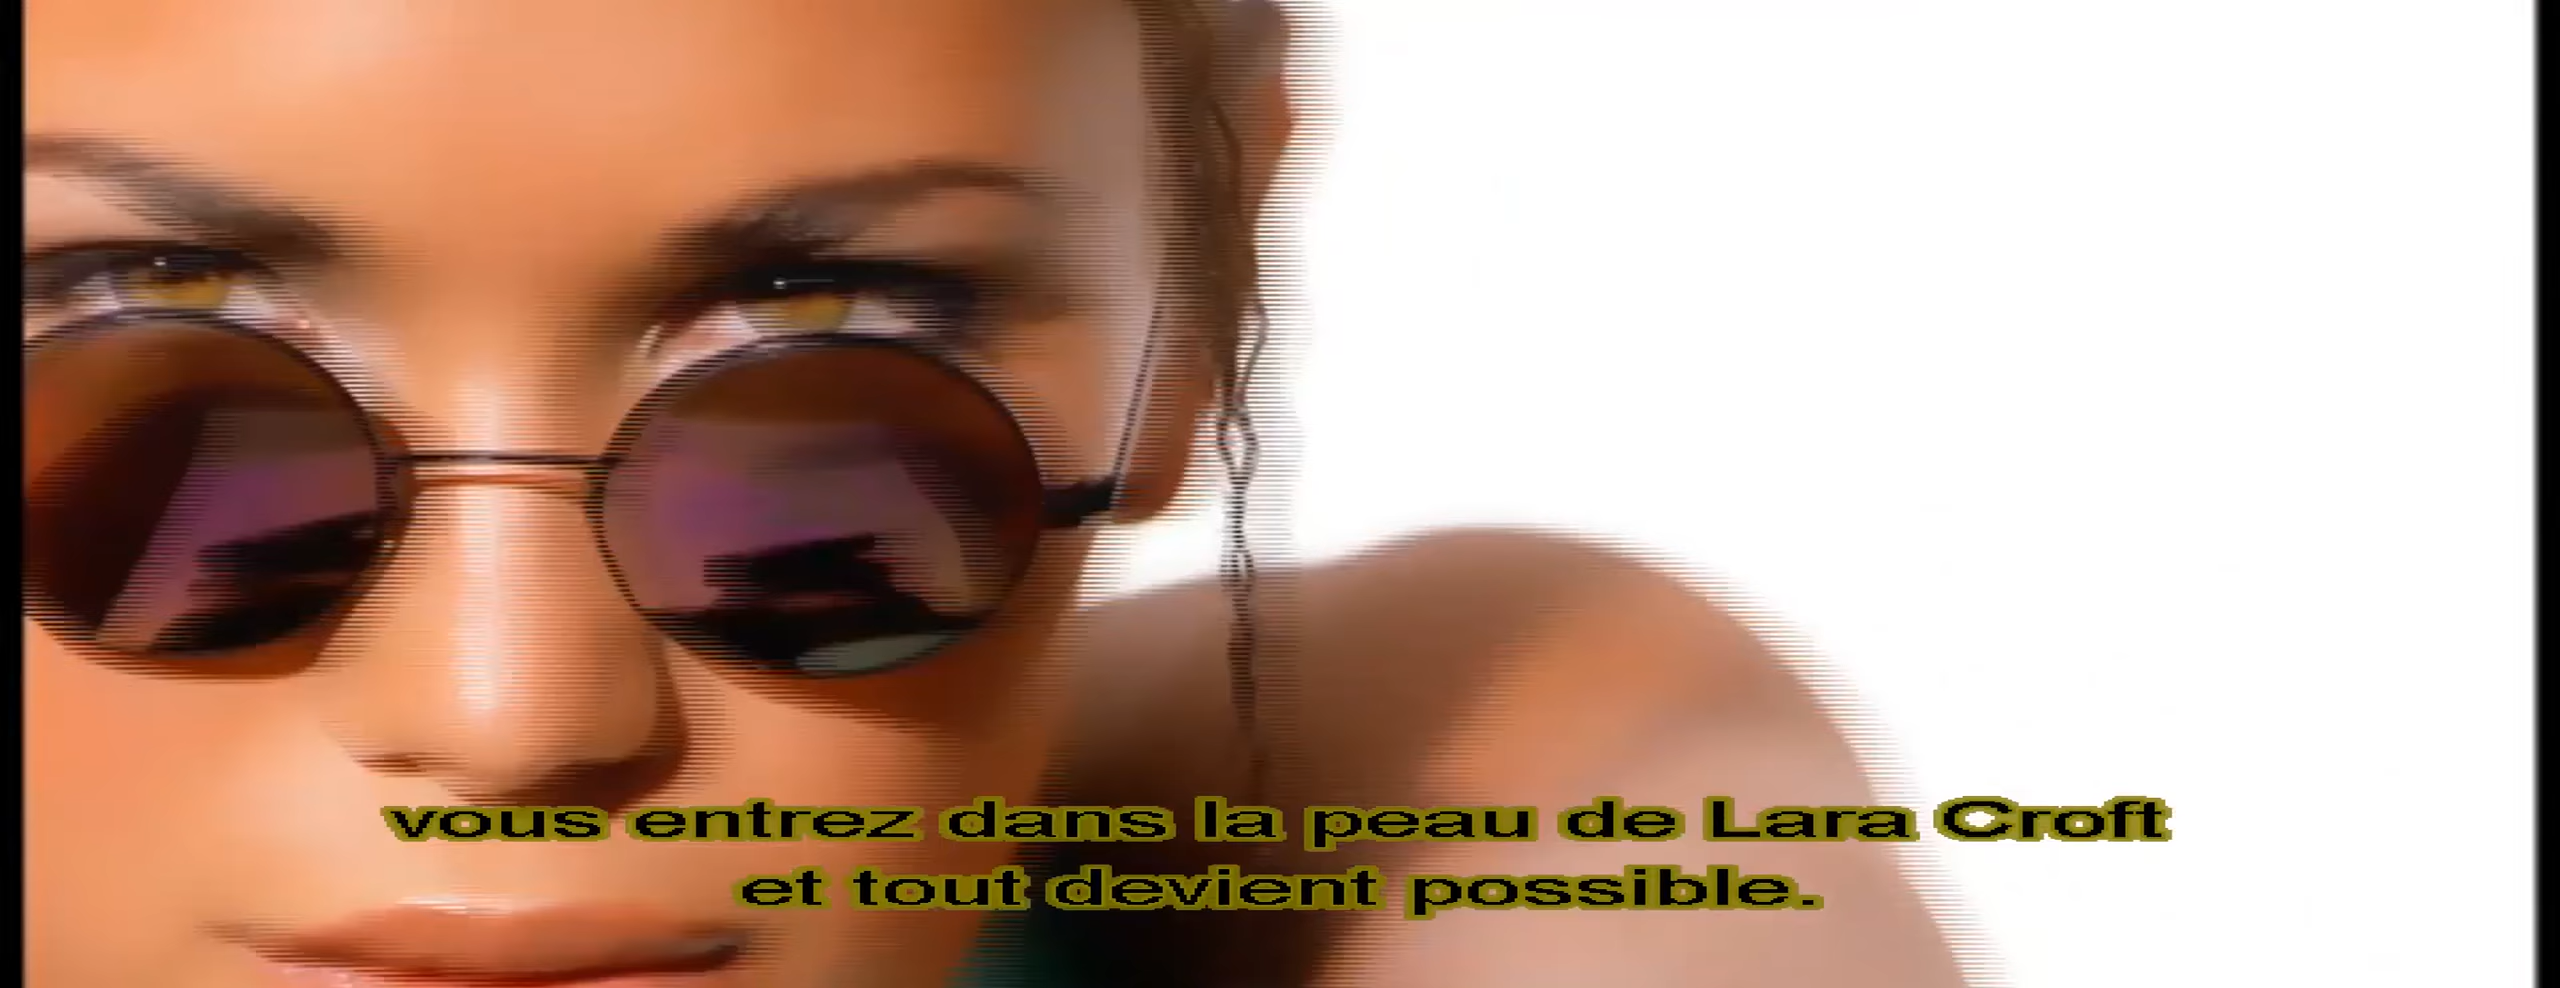 vous entrez dans la peau de Lara Croft
et tout devient possible.